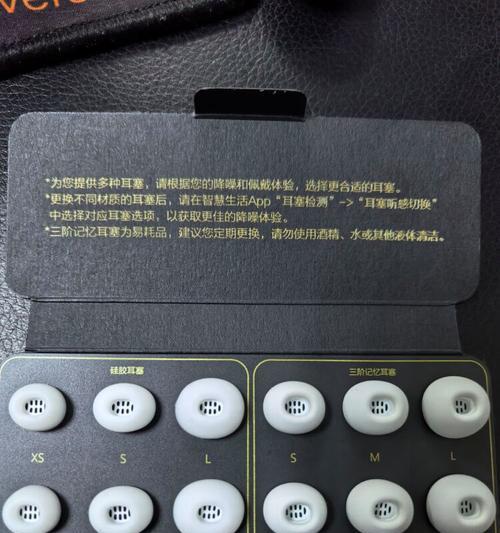 *为您提供多种耳塞，请根据您的降噪和佩戴体验，选择更合适的耳塞。
*更换不同材质的耳塞后，请在智慧生活App“耳塞检测”->“耳塞听感切换”
中选择对应耳塞选项，以获取更佳的降噪体验。
*三阶记忆耳塞为易耗品，建议您定期更换，请勿使用酒精、水或其他液体清洁。
硅胶耳塞
三阶记忆耳塞
XS S L
S M L